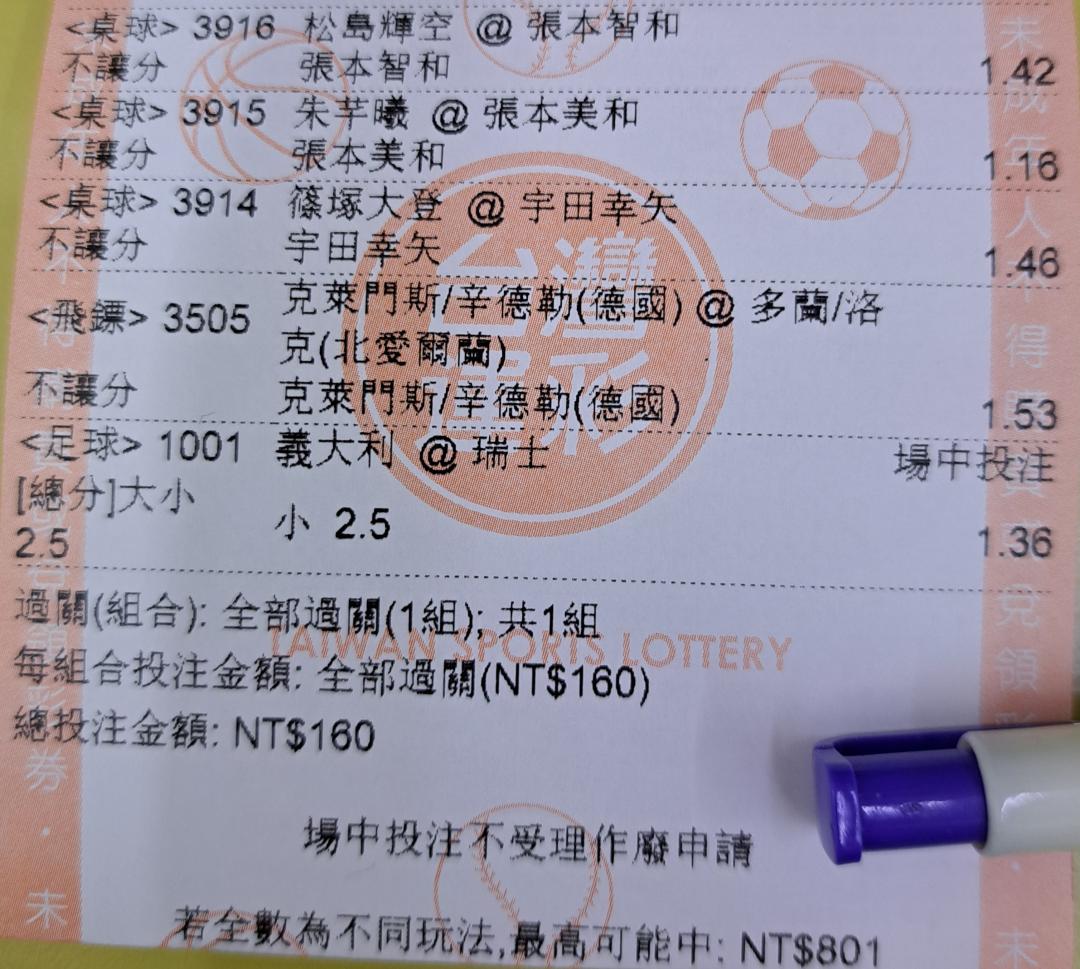 <桌球> 3916 松島輝空 @ 張本智和
不讓分 張本智和 1.42
<桌球> 3915 朱芊曦 @ 張本美和
不讓分 張本美和 1.16
<桌球> 3914 篠塚大登 @ 宇田幸矢
不讓分 宇田幸矢 1.46
<飛鏢> 3505 克萊門斯/辛德勒(德國) @ 多蘭/洛
克(北愛爾蘭)
不讓分 克萊門斯/辛德勒(德國) 1.53
<足球> 1001 義大利 @ 瑞士 場中投注
[總分]大小
小 2.5
2.5 1.36
過關(組合): 全部過關(1組); 共1組
TAIWAN SPORTS LOTTERY
每組合投注金額: 全部過關(NT$160)
總投注金額: NT$160
場中投注不受理作廢申請
若全數為不同玩法,最高可能中: NT$801
台灣
運彩